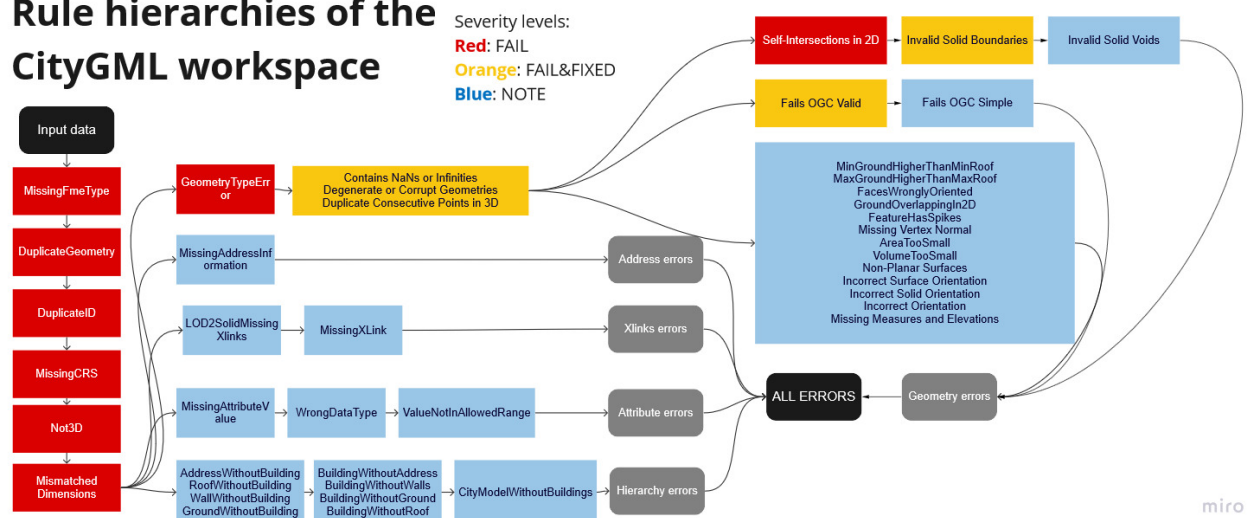 Rule hierarchies of the
CityGML workspace
Severity levels:
Red: FAIL
Orange: FAIL&FIXED
Blue: NOTE
Input data
MissingFmeType
DuplicateGeometry
DuplicateID
MissingCRS
Not3D
Mismatched
Dimensions
GeometryTypeErr
or
Contains NaNs or Infinities
Degenerate or Corrupt Geometries
Duplicate Consecutive Points in 3D
MissingAddressInf
ormation
Address errors
LOD2SolidMissing
Xlinks
MissingXLink
Xlinks errors
MissingAttributeV
alue
WrongDataType
ValueNotInAllowedRange
Attribute errors
AddressWithoutBuilding
RoofWithoutBuilding
WallWithoutBuilding
GroundWithoutBuilding
BuildingWithoutAddress
BuildingWithoutWalls
BuildingWithoutGround
BuildingWithoutRoof
CityModelWithoutBuildings
Hierarchy errors
Self-Intersections in 2D
Invalid Solid Boundaries
Invalid Solid Voids
Fails OGC Valid
Fails OGC Simple
MinGroundHigherThanMinRoof
MaxGroundHigherThanMaxRoof
FacesWronglyOriented
GroundOverlappingIn2D
FeatureHasSpikes
Missing Vertex Normal
AreaTooSmall
VolumeTooSmall
Non-Planar Surfaces
Incorrect Surface Orientation
Incorrect Solid Orientation
Incorrect Orientation
Missing Measures and Elevations
ALL ERRORS
Geometry errors
miro